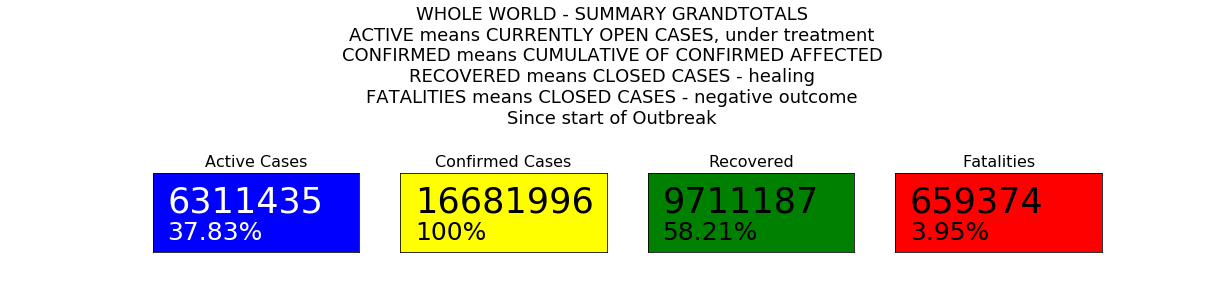 WHOLE WORLD - SUMMARY GRANDTOTALS
ACTIVE means CURRENTLY OPEN CASES, under treatment
CONFIRMED means CUMULATIVE OF CONFIRMED AFFECTED
RECOVERED means CLOSED CASES - healing
FATALITIES means CLOSED CASES - negative outcome
Since start of Outbreak
Active Cases
6311435
37.83%
Confirmed Cases
16681996
100%
Recovered
9711187
58.21%
Fatalities
659374
3.95%